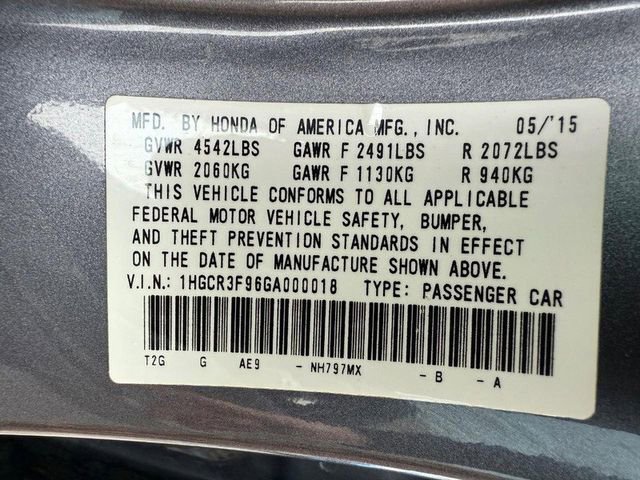 MFD. BY HONDA OF AMERICA MFG., INC. 05/'15
GVWR 4542LBS GAWR F 2491LBS R 2072LBS
GVWR 2060KG GAWR F 1130KG R 940KG
THIS VEHICLE CONFORMS TO ALL APPLICABLE
FEDERAL MOTOR VEHICLE SAFETY, BUMPER,
AND THEFT PREVENTION STANDARDS IN EFFECT
ON THE DATE OF MANUFACTURE SHOWN ABOVE.
V.I.N.: 1HGCR3F96GA000018 TYPE: PASSENGER CAR
T2G G AE9 - NH797MX - B - A